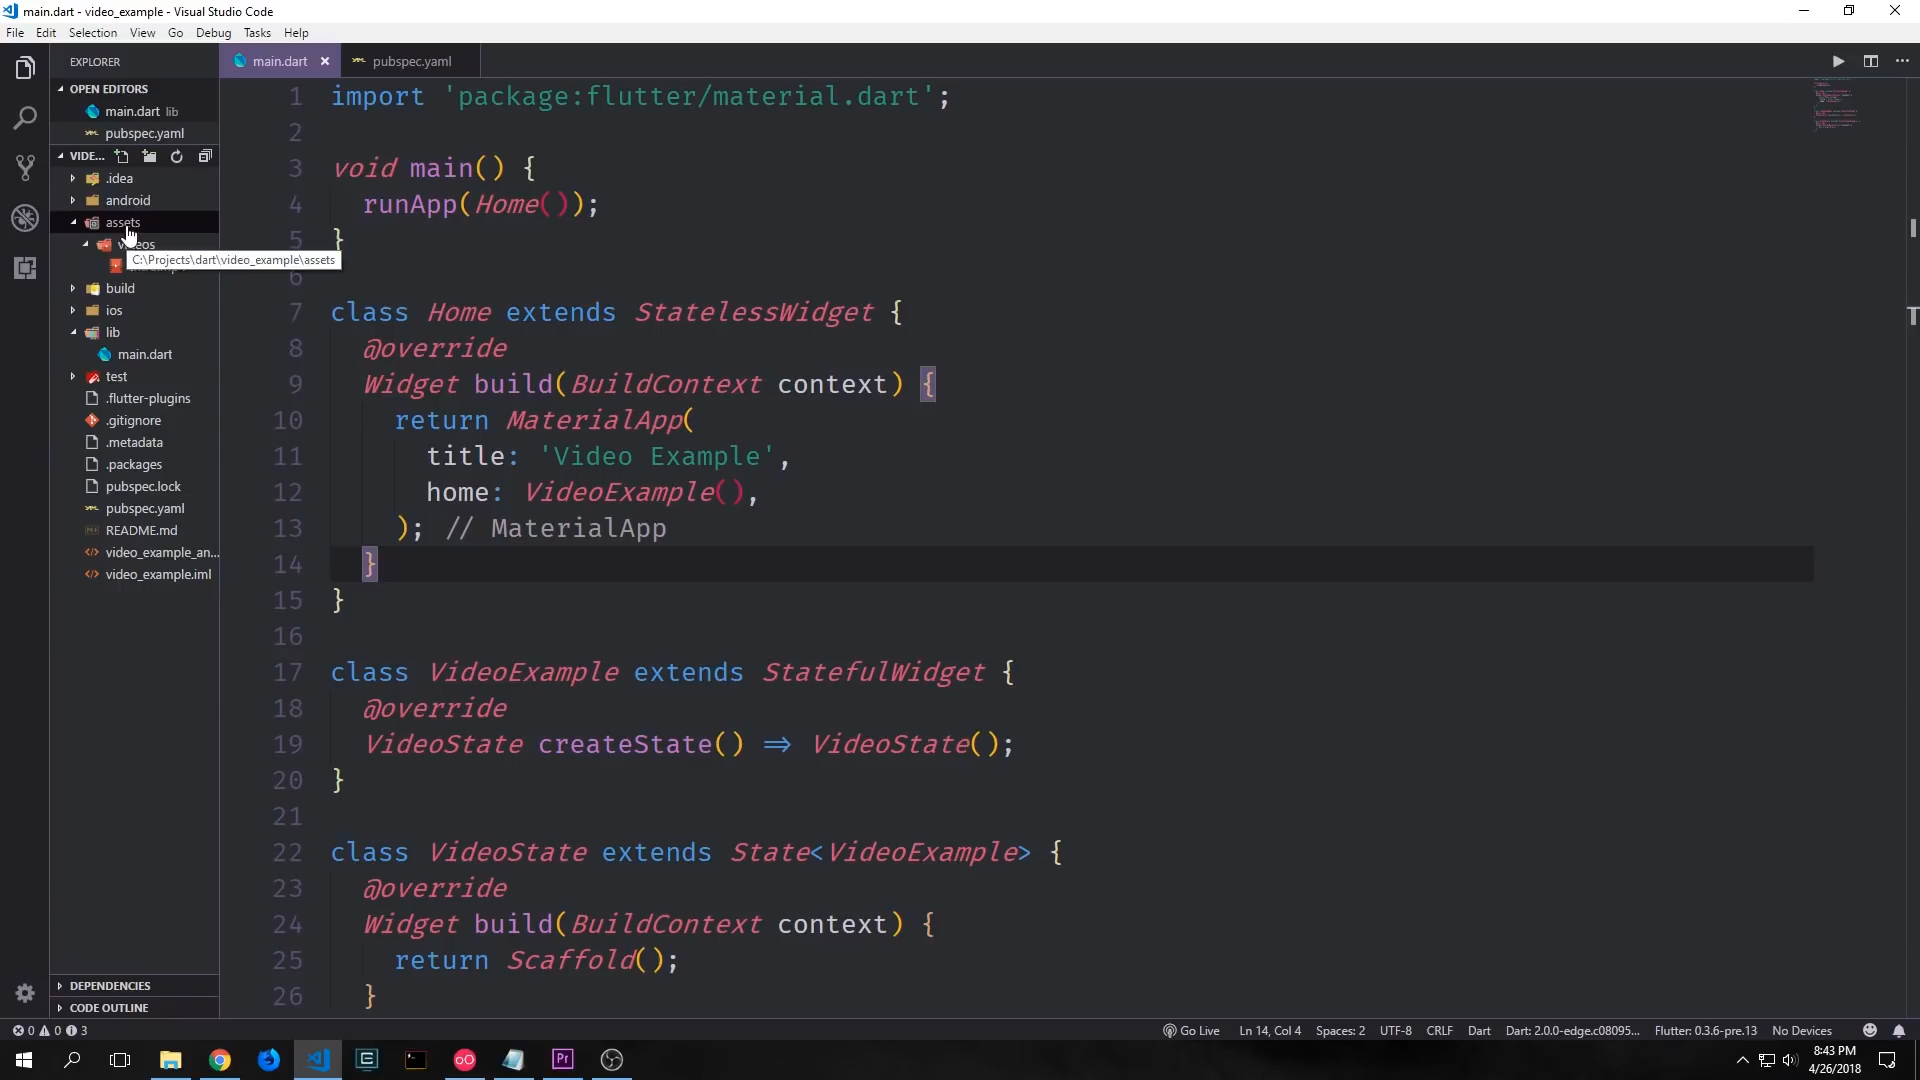 main.dart - video_example - Visual Studio Code
File Edit Selection View Go Debug Tasks Help
EXPLORER
OPEN EDITORS
main.dart lib
pubspec.yaml
VIDE...
.idea
android
assets
videos
C:\Projects\dart\video_example\assets
build
ios
lib
main.dart
test
.flutter-plugins
.gitignore
.metadata
.packages
pubspec.lock
pubspec.yaml
README.md
video_example_an...
video_example.iml
DEPENDENCIES
CODE OUTLINE
main.dart pubspec.yaml
1 import 'package:flutter/material.dart';
2
3 void main() {
4 runApp(Home());
5 }
6
7 class Home extends StatelessWidget {
8 @override
9 Widget build(BuildContext context) {
10 return MaterialApp(
11 title: 'Video Example',
12 home: VideoExample(),
13 ); // MaterialApp
14 }
15 }
16
17 class VideoExample extends StatefulWidget {
18 @override
19 VideoState createState() => VideoState();
20 }
21
22 class VideoState extends State<VideoExample> {
23 @override
24 Widget build(BuildContext context) {
25 return Scaffold();
26 }
0 0 3 Go Live Ln 14, Col 4 Spaces: 2 UTF-8 CRLF Dart Dart: 2.0.0-edge.c08095... Flutter: 0.3.6-pre.13 No Devices
Pr
8:43 PM
4/26/2018